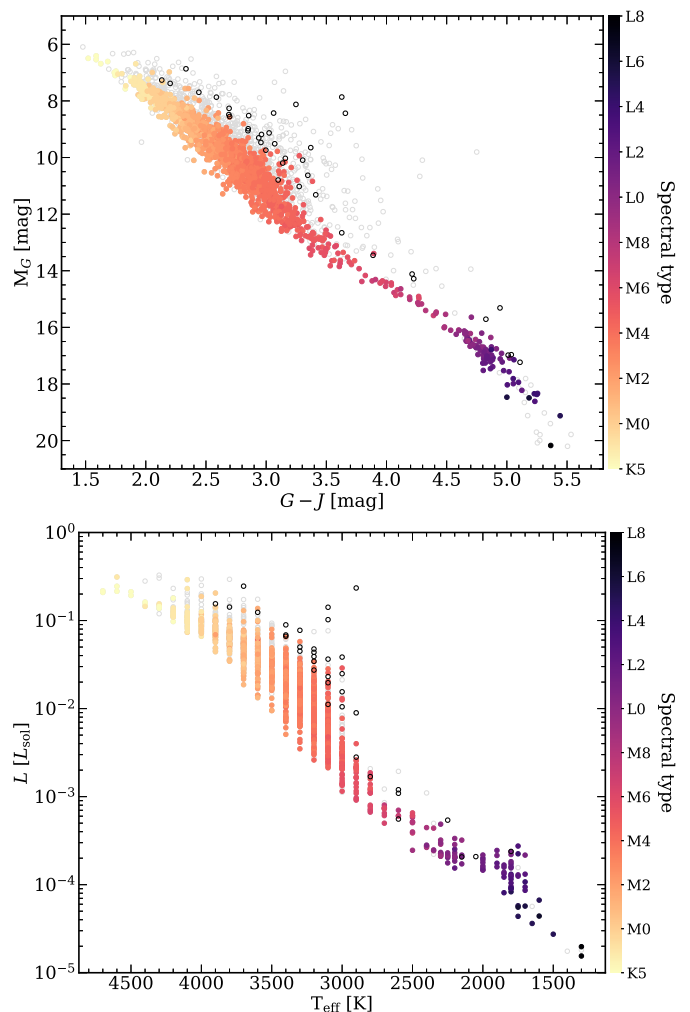 6
8
10
12
14
16
18
20
M_G [mag]
1.5 2.0 2.5 3.0 3.5 4.0 4.5 5.0 5.5
G − J [mag]
L8
L6
L4
L2
L0
M8
M6
M4
M2
M0
K5
Spectral type
10^0
10^−1
10^−2
10^−3
10^−4
10^−5
L [L_sol]
4500 4000 3500 3000 2500 2000 1500
T_eff [K]
L8
L6
L4
L2
L0
M8
M6
M4
M2
M0
K5
Spectral type